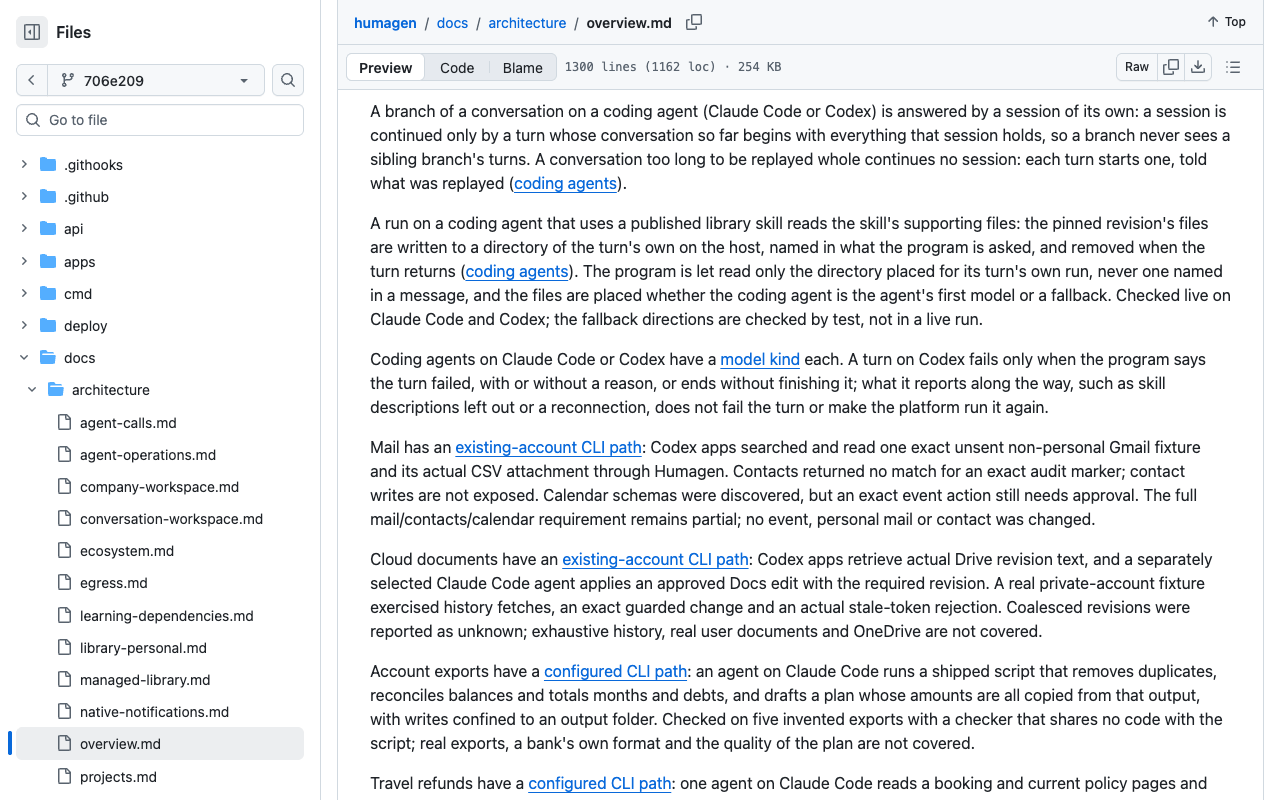 Files
706e209
Go to file
.githooks
.github
api
apps
cmd
deploy
docs
architecture
agent-calls.md
agent-operations.md
company-workspace.md
conversation-workspace.md
ecosystem.md
egress.md
learning-dependencies.md
library-personal.md
managed-library.md
native-notifications.md
overview.md
projects.md
humagen / docs / architecture / overview.md
Top
Preview Code Blame 1300 lines (1162 loc) · 254 KB
Raw
A branch of a conversation on a coding agent (Claude Code or Codex) is answered by a session of its own: a session is
continued only by a turn whose conversation so far begins with everything that session holds, so a branch never sees a
sibling branch's turns. A conversation too long to be replayed whole continues no session: each turn starts one, told
what was replayed (coding agents).
A run on a coding agent that uses a published library skill reads the skill's supporting files: the pinned revision's files
are written to a directory of the turn's own on the host, named in what the program is asked, and removed when the
turn returns (coding agents). The program is let read only the directory placed for its turn's own run, never one named
in a message, and the files are placed whether the coding agent is the agent's first model or a fallback. Checked live on
Claude Code and Codex; the fallback directions are checked by test, not in a live run.
Coding agents on Claude Code or Codex have a model kind each. A turn on Codex fails only when the program says
the turn failed, with or without a reason, or ends without finishing it; what it reports along the way, such as skill
descriptions left out or a reconnection, does not fail the turn or make the platform run it again.
Mail has an existing-account CLI path: Codex apps searched and read one exact unsent non-personal Gmail fixture
and its actual CSV attachment through Humagen. Contacts returned no match for an exact audit marker; contact
writes are not exposed. Calendar schemas were discovered, but an exact event action still needs approval. The full
mail/contacts/calendar requirement remains partial; no event, personal mail or contact was changed.
Cloud documents have an existing-account CLI path: Codex apps retrieve actual Drive revision text, and a separately
selected Claude Code agent applies an approved Docs edit with the required revision. A real private-account fixture
exercised history fetches, an exact guarded change and an actual stale-token rejection. Coalesced revisions were
reported as unknown; exhaustive history, real user documents and OneDrive are not covered.
Account exports have a configured CLI path: an agent on Claude Code runs a shipped script that removes duplicates,
reconciles balances and totals months and debts, and drafts a plan whose amounts are all copied from that output,
with writes confined to an output folder. Checked on five invented exports with a checker that shares no code with the
script; real exports, a bank's own format and the quality of the plan are not covered.
Travel refunds have a configured CLI path: one agent on Claude Code reads a booking and current policy pages and